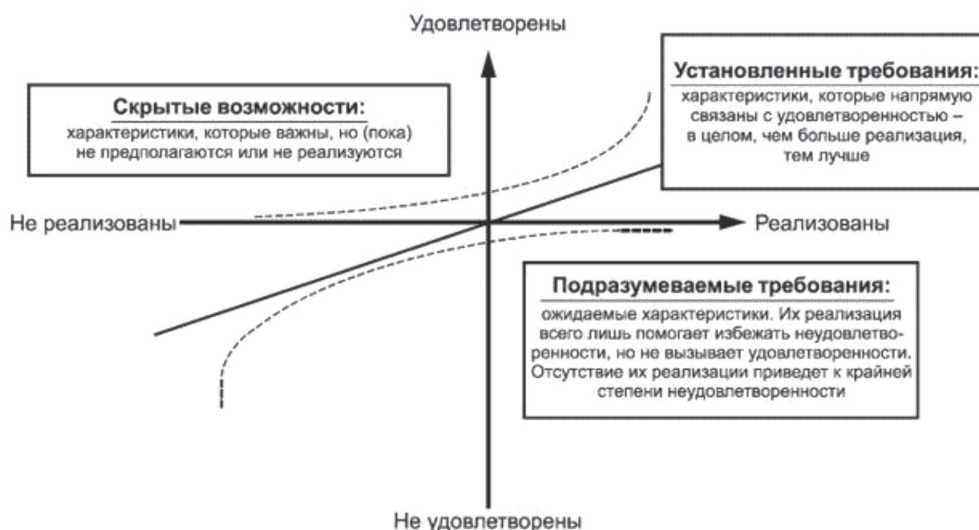 Удовлетворены
Установленные требования:
характеристики, которые напрямую
связаны с удовлетворенностью –
в целом, чем больше реализация,
тем лучше
Скрытые возможности:
характеристики, которые важны, но (пока)
не предполагаются или не реализуются
Не реализованы
Реализованы
Подразумеваемые требования:
ожидаемые характеристики. Их реализация
всего лишь помогает избежать неудовлетво-
ренности, но не вызывает удовлетворенности.
Отсутствие их реализации приведет к крайней
степени неудовлетворенности
Не удовлетворены